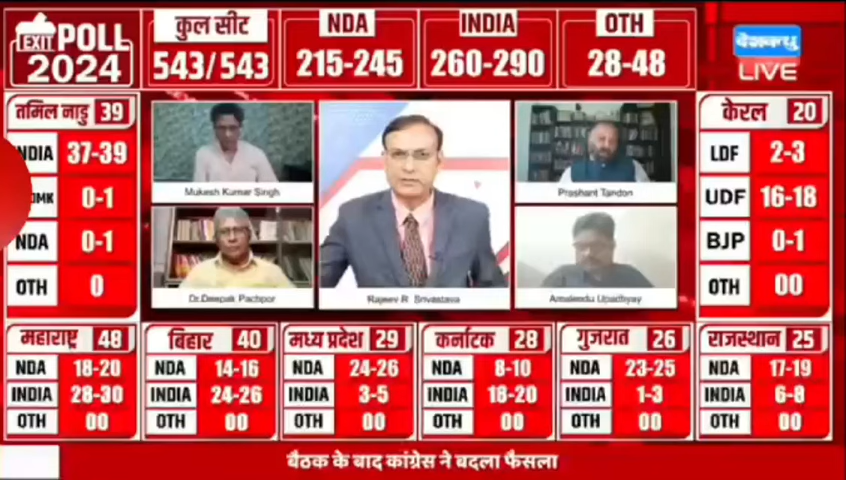 EXIT POLL
2024
कुल सीट
543/543
NDA
215-245
INDIA
260-290
OTH
28-48
देशबन्धु
LIVE
तमिल नाडु 39
INDIA 37-39
0-1
NDA 0-1
OTH 0
Mukesh Kumar Singh
Dr.Deepak Pachpor
Rajeev R Srivastava
Prashant Tandon
Amalendu Upadhyay
केरल 20
LDF 2-3
UDF 16-18
BJP 0-1
OTH 00
महाराष्ट्र 48
NDA 18-20
INDIA 28-30
OTH 00
बिहार 40
NDA 14-16
INDIA 24-26
OTH 00
मध्य प्रदेश 29
NDA 24-26
INDIA 3-5
OTH 00
कर्नाटक 28
NDA 8-10
INDIA 18-20
OTH 00
गुजरात 26
NDA 23-25
INDIA 1-3
OTH 00
राजस्थान 25
NDA 17-19
INDIA 6-8
OTH 00
बैठक के बाद कांग्रेस ने बदला फैसला